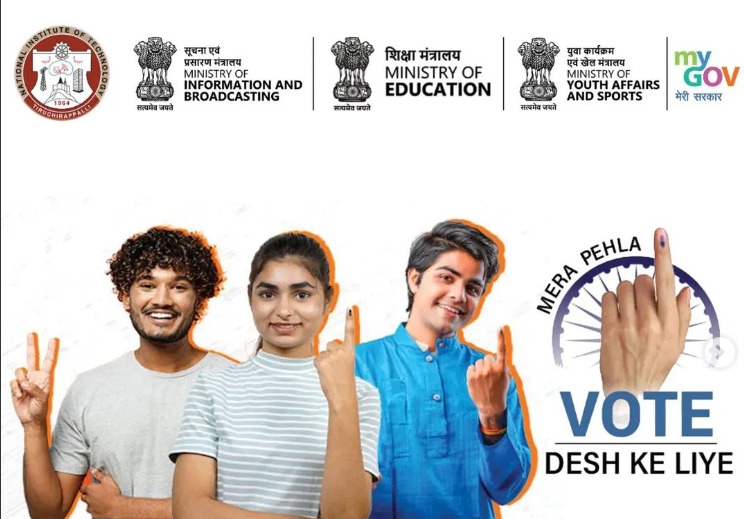 NATIONAL INSTITUTE OF TECHNOLOGY
1964
TIRUCHIRAPPALLI
सूचना एवं
प्रसारण मंत्रालय
MINISTRY OF
INFORMATION AND
BROADCASTING
सत्यमेव जयते
शिक्षा मंत्रालय
MINISTRY OF
EDUCATION
सत्यमेव जयते
युवा कार्यक्रम
एवं खेल मंत्रालय
MINISTRY OF
YOUTH AFFAIRS
AND SPORTS
सत्यमेव जयते
my
GOV
मेरी सरकार
MERA PEHLA
VOTE
DESH KE LIYE